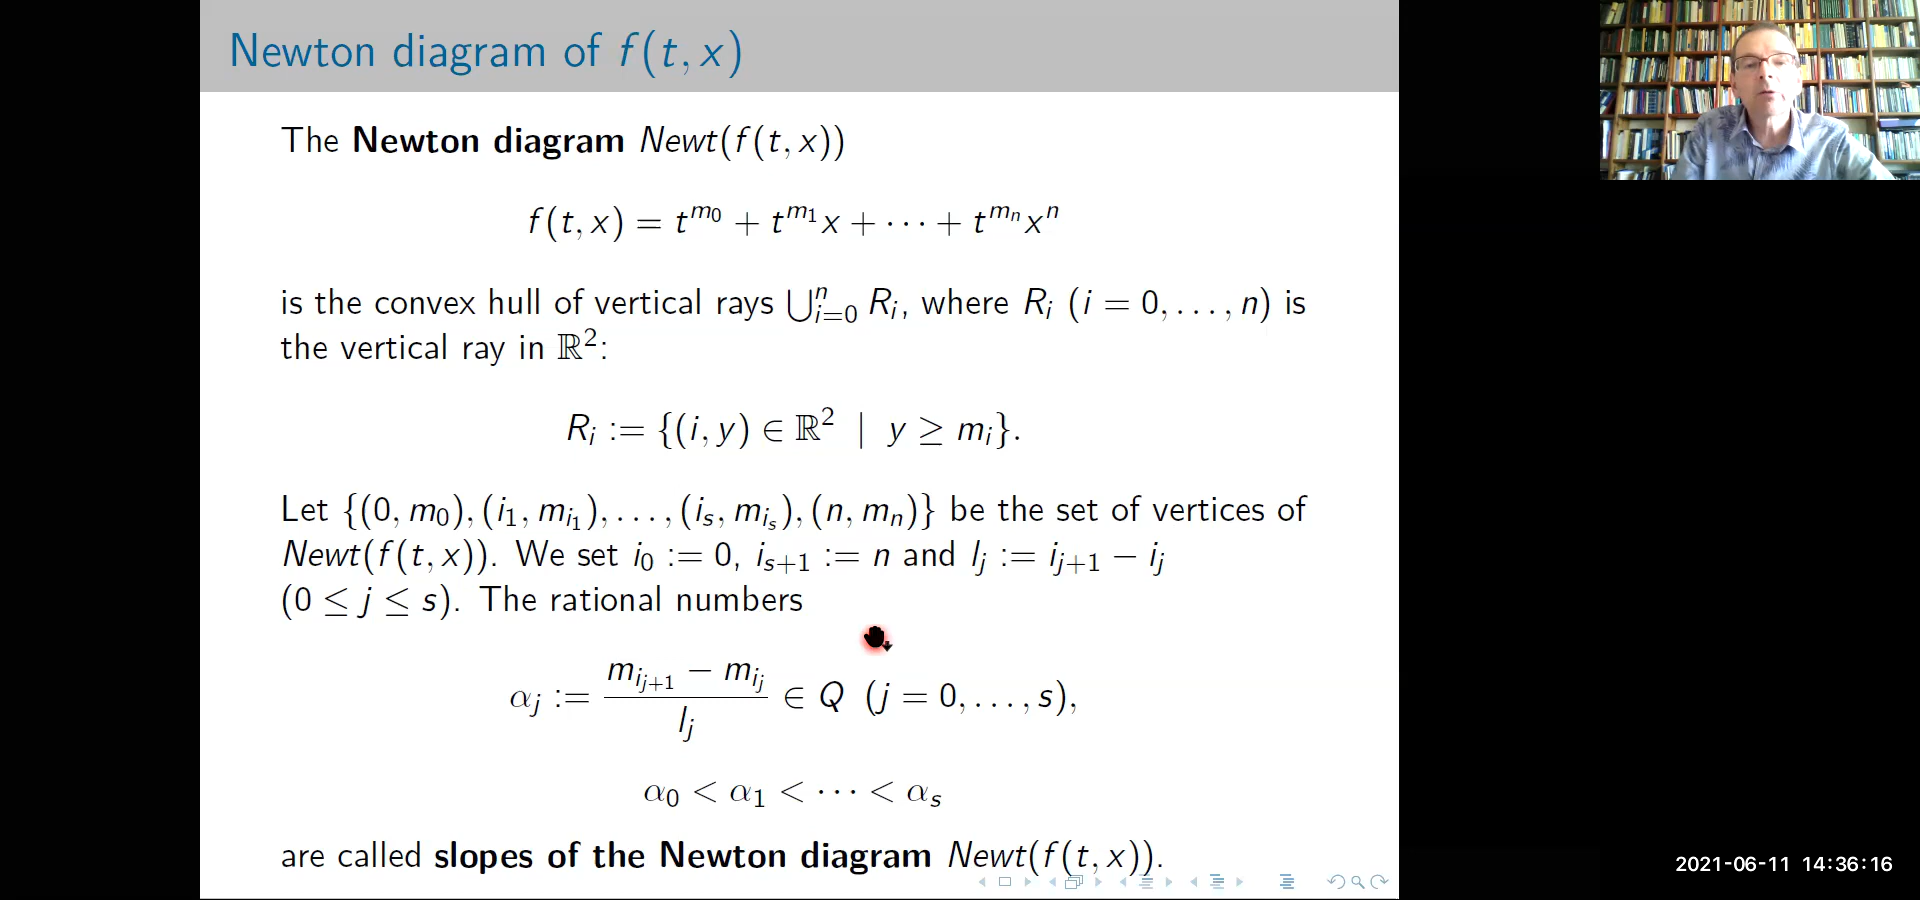 Newton diagram of f(t, x)
The Newton diagram Newt(f(t, x))
f(t, x) = t^{m_0} + t^{m_1}x + ··· + t^{m_n}x^n
is the convex hull of vertical rays ⋃_{i=0}^{n} R_i, where R_i (i = 0, . . . , n) is
the vertical ray in ℝ²:
R_i := {(i, y) ∈ ℝ² | y ≥ m_i}.
Let {(0, m_0), (i_1, m_{i_1}), . . . , (i_s, m_{i_s}), (n, m_n)} be the set of vertices of
Newt(f(t, x)). We set i_0 := 0, i_{s+1} := n and l_j := i_{j+1} − i_j
(0 ≤ j ≤ s). The rational numbers
α_j := \frac{m_{i_{j+1}} − m_{i_j}}{l_j} ∈ Q (j = 0, . . . , s),
α_0 < α_1 < ··· < α_s
are called slopes of the Newton diagram Newt(f(t, x)).
2021-06-11 14:36:16